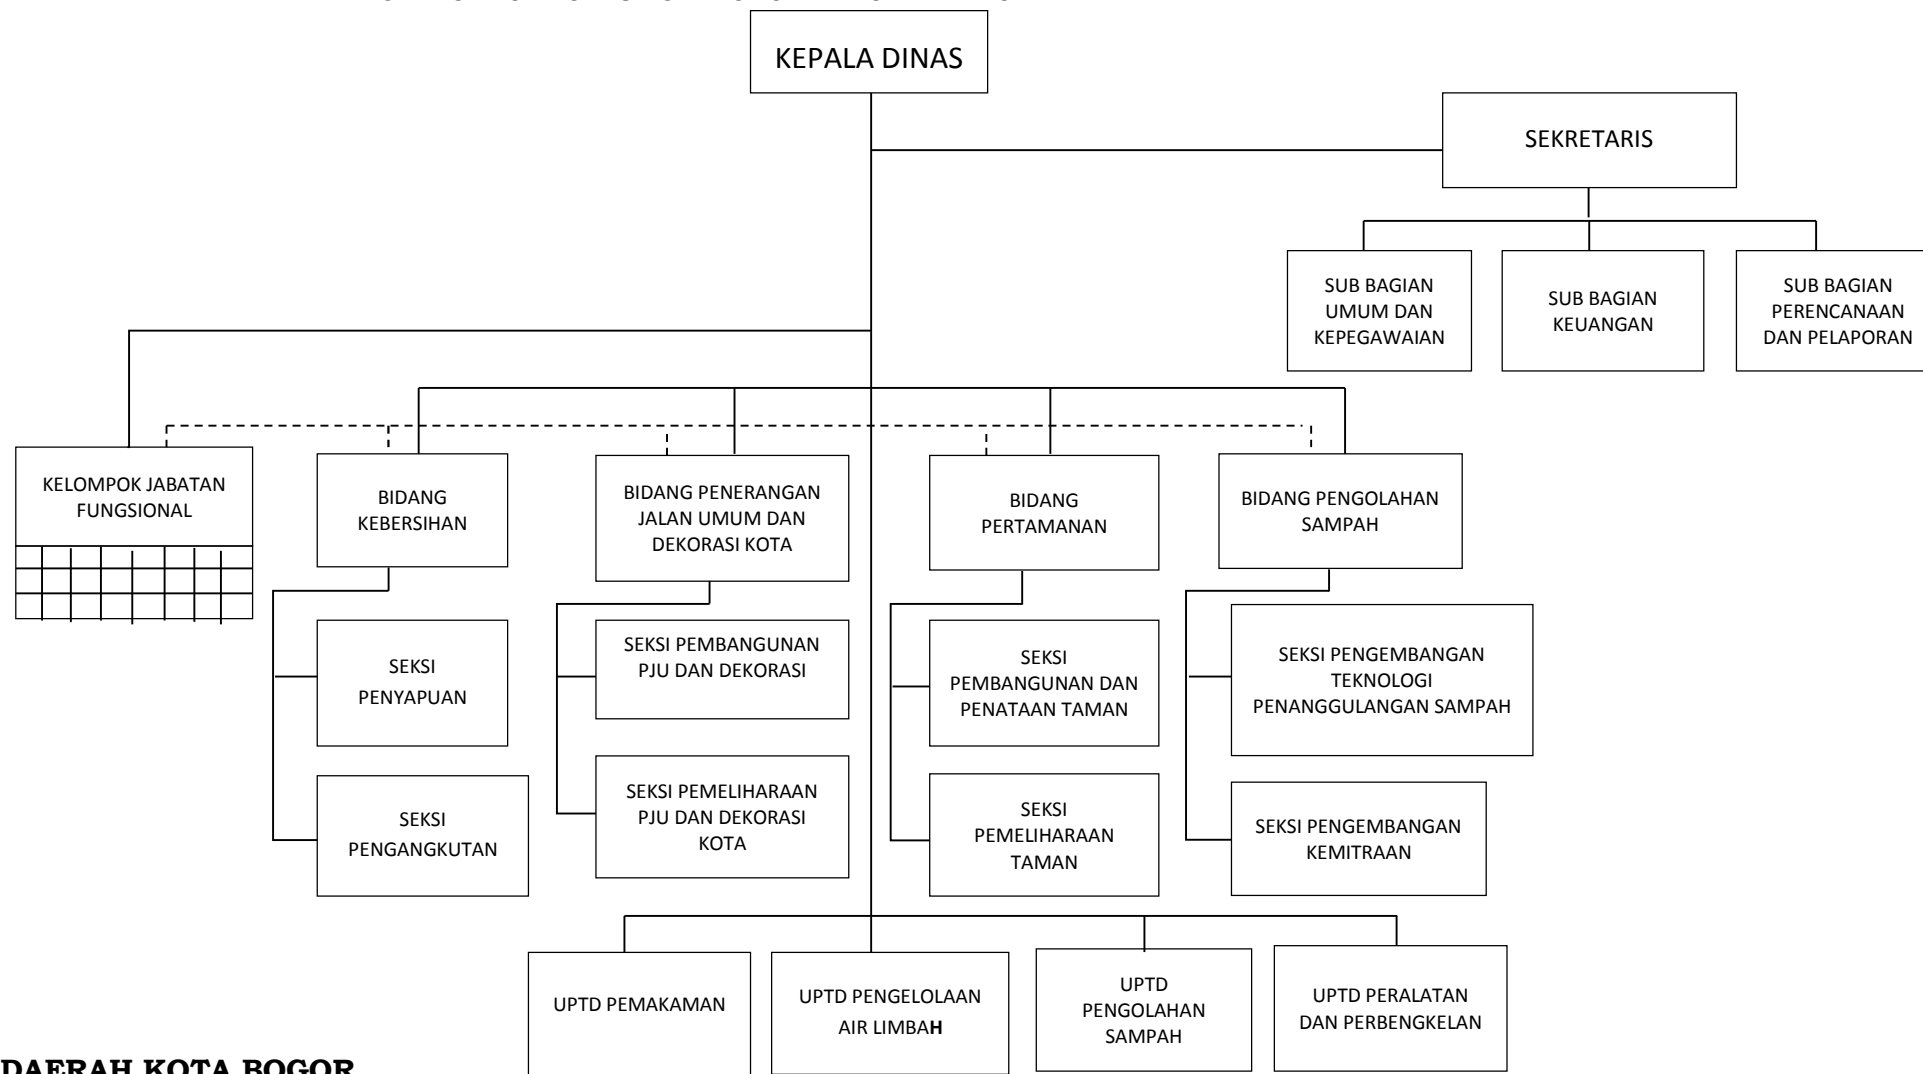 KEPALA DINAS
SEKRETARIS
SUB BAGIAN
UMUM DAN
KEPEGAWAIAN
SUB BAGIAN
KEUANGAN
SUB BAGIAN
PERENCANAAN
DAN PELAPORAN
KELOMPOK JABATAN
FUNGSIONAL
BIDANG
KEBERSIHAN
BIDANG PENERANGAN
JALAN UMUM DAN
DEKORASI KOTA
BIDANG
PERTAMANAN
BIDANG PENGOLAHAN
SAMPAH
SEKSI
PENYAPUAN
SEKSI PEMBANGUNAN
PJU DAN DEKORASI
SEKSI
PEMBANGUNAN DAN
PENATAAN TAMAN
SEKSI PENGEMBANGAN
TEKNOLOGI
PENANGGULANGAN SAMPAH
SEKSI
PENGANGKUTAN
SEKSI PEMELIHARAAN
PJU DAN DEKORASI
KOTA
SEKSI
PEMELIHARAAN
TAMAN
SEKSI PENGEMBANGAN
KEMITRAAN
UPTD PEMAKAMAN
UPTD PENGELOLAAN
AIR LIMBAH
UPTD
PENGOLAHAN
SAMPAH
UPTD PERALATAN
DAN PERBENGKELAN
DAERAH KOTA BOGOR